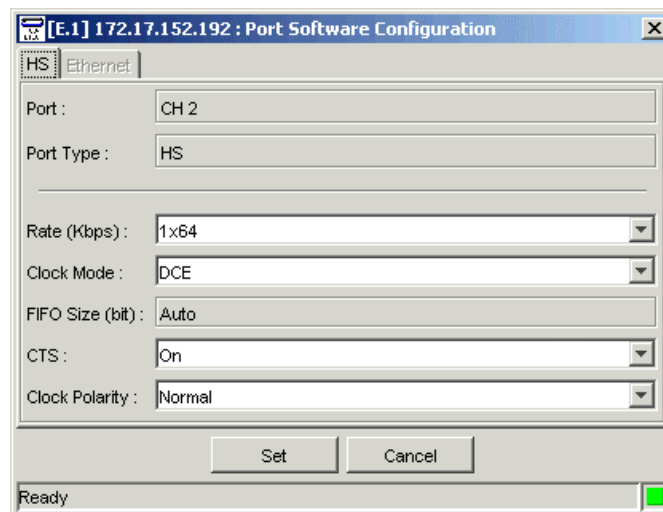 [E.1] 172.17.152.192 : Port Software Configuration
HS Ethernet
Port : CH 2
Port Type : HS
Rate (Kbps) : 1x64
Clock Mode : DCE
FIFO Size (bit) : Auto
CTS : On
Clock Polarity : Normal
Set Cancel
Ready